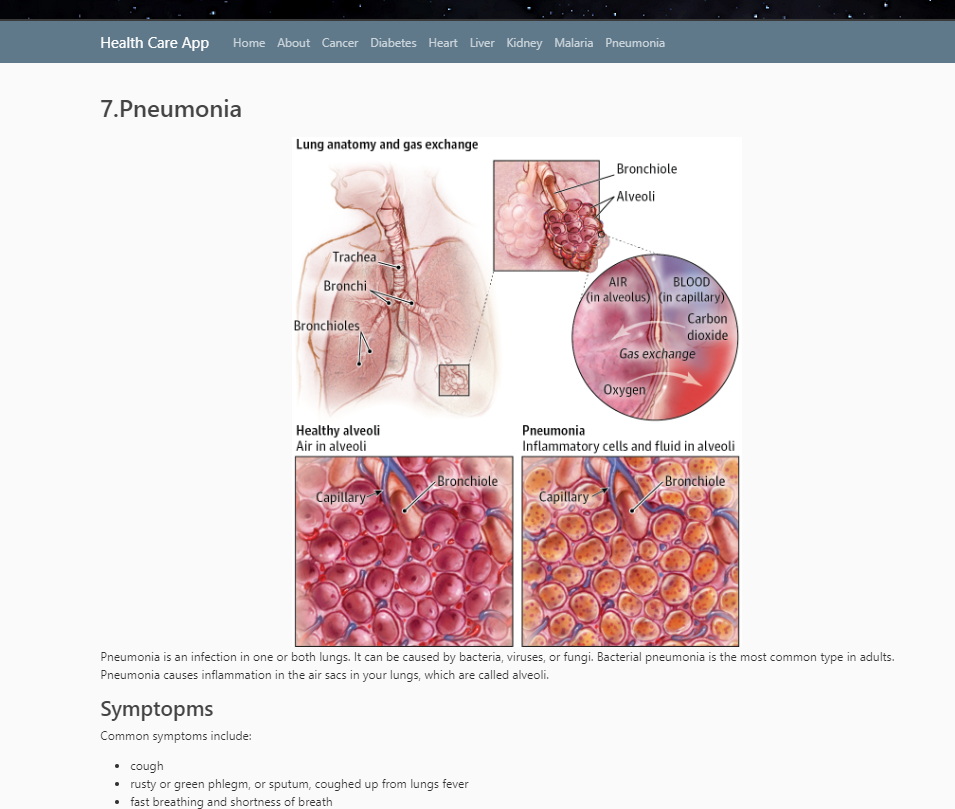 Health Care App Home About Cancer Diabetes Heart Liver Kidney Malaria Pneumonia
7.Pneumonia
Lung anatomy and gas exchange
Bronchiole
Alveoli
Trachea
Bronchi
Bronchioles
AIR
(in alveolus)
BLOOD
(in capillary)
Carbon
dioxide
Gas exchange
Oxygen
Healthy alveoli
Air in alveoli
Capillary
Bronchiole
Pneumonia
Inflammatory cells and fluid in alveoli
Capillary
Bronchiole
Pneumonia is an infection in one or both lungs. It can be caused by bacteria, viruses, or fungi. Bacterial pneumonia is the most common type in adults.
Pneumonia causes inflammation in the air sacs in your lungs, which are called alveoli.
Symptopms
Common symptoms include:
• cough
• rusty or green phlegm, or sputum, coughed up from lungs fever
• fast breathing and shortness of breath